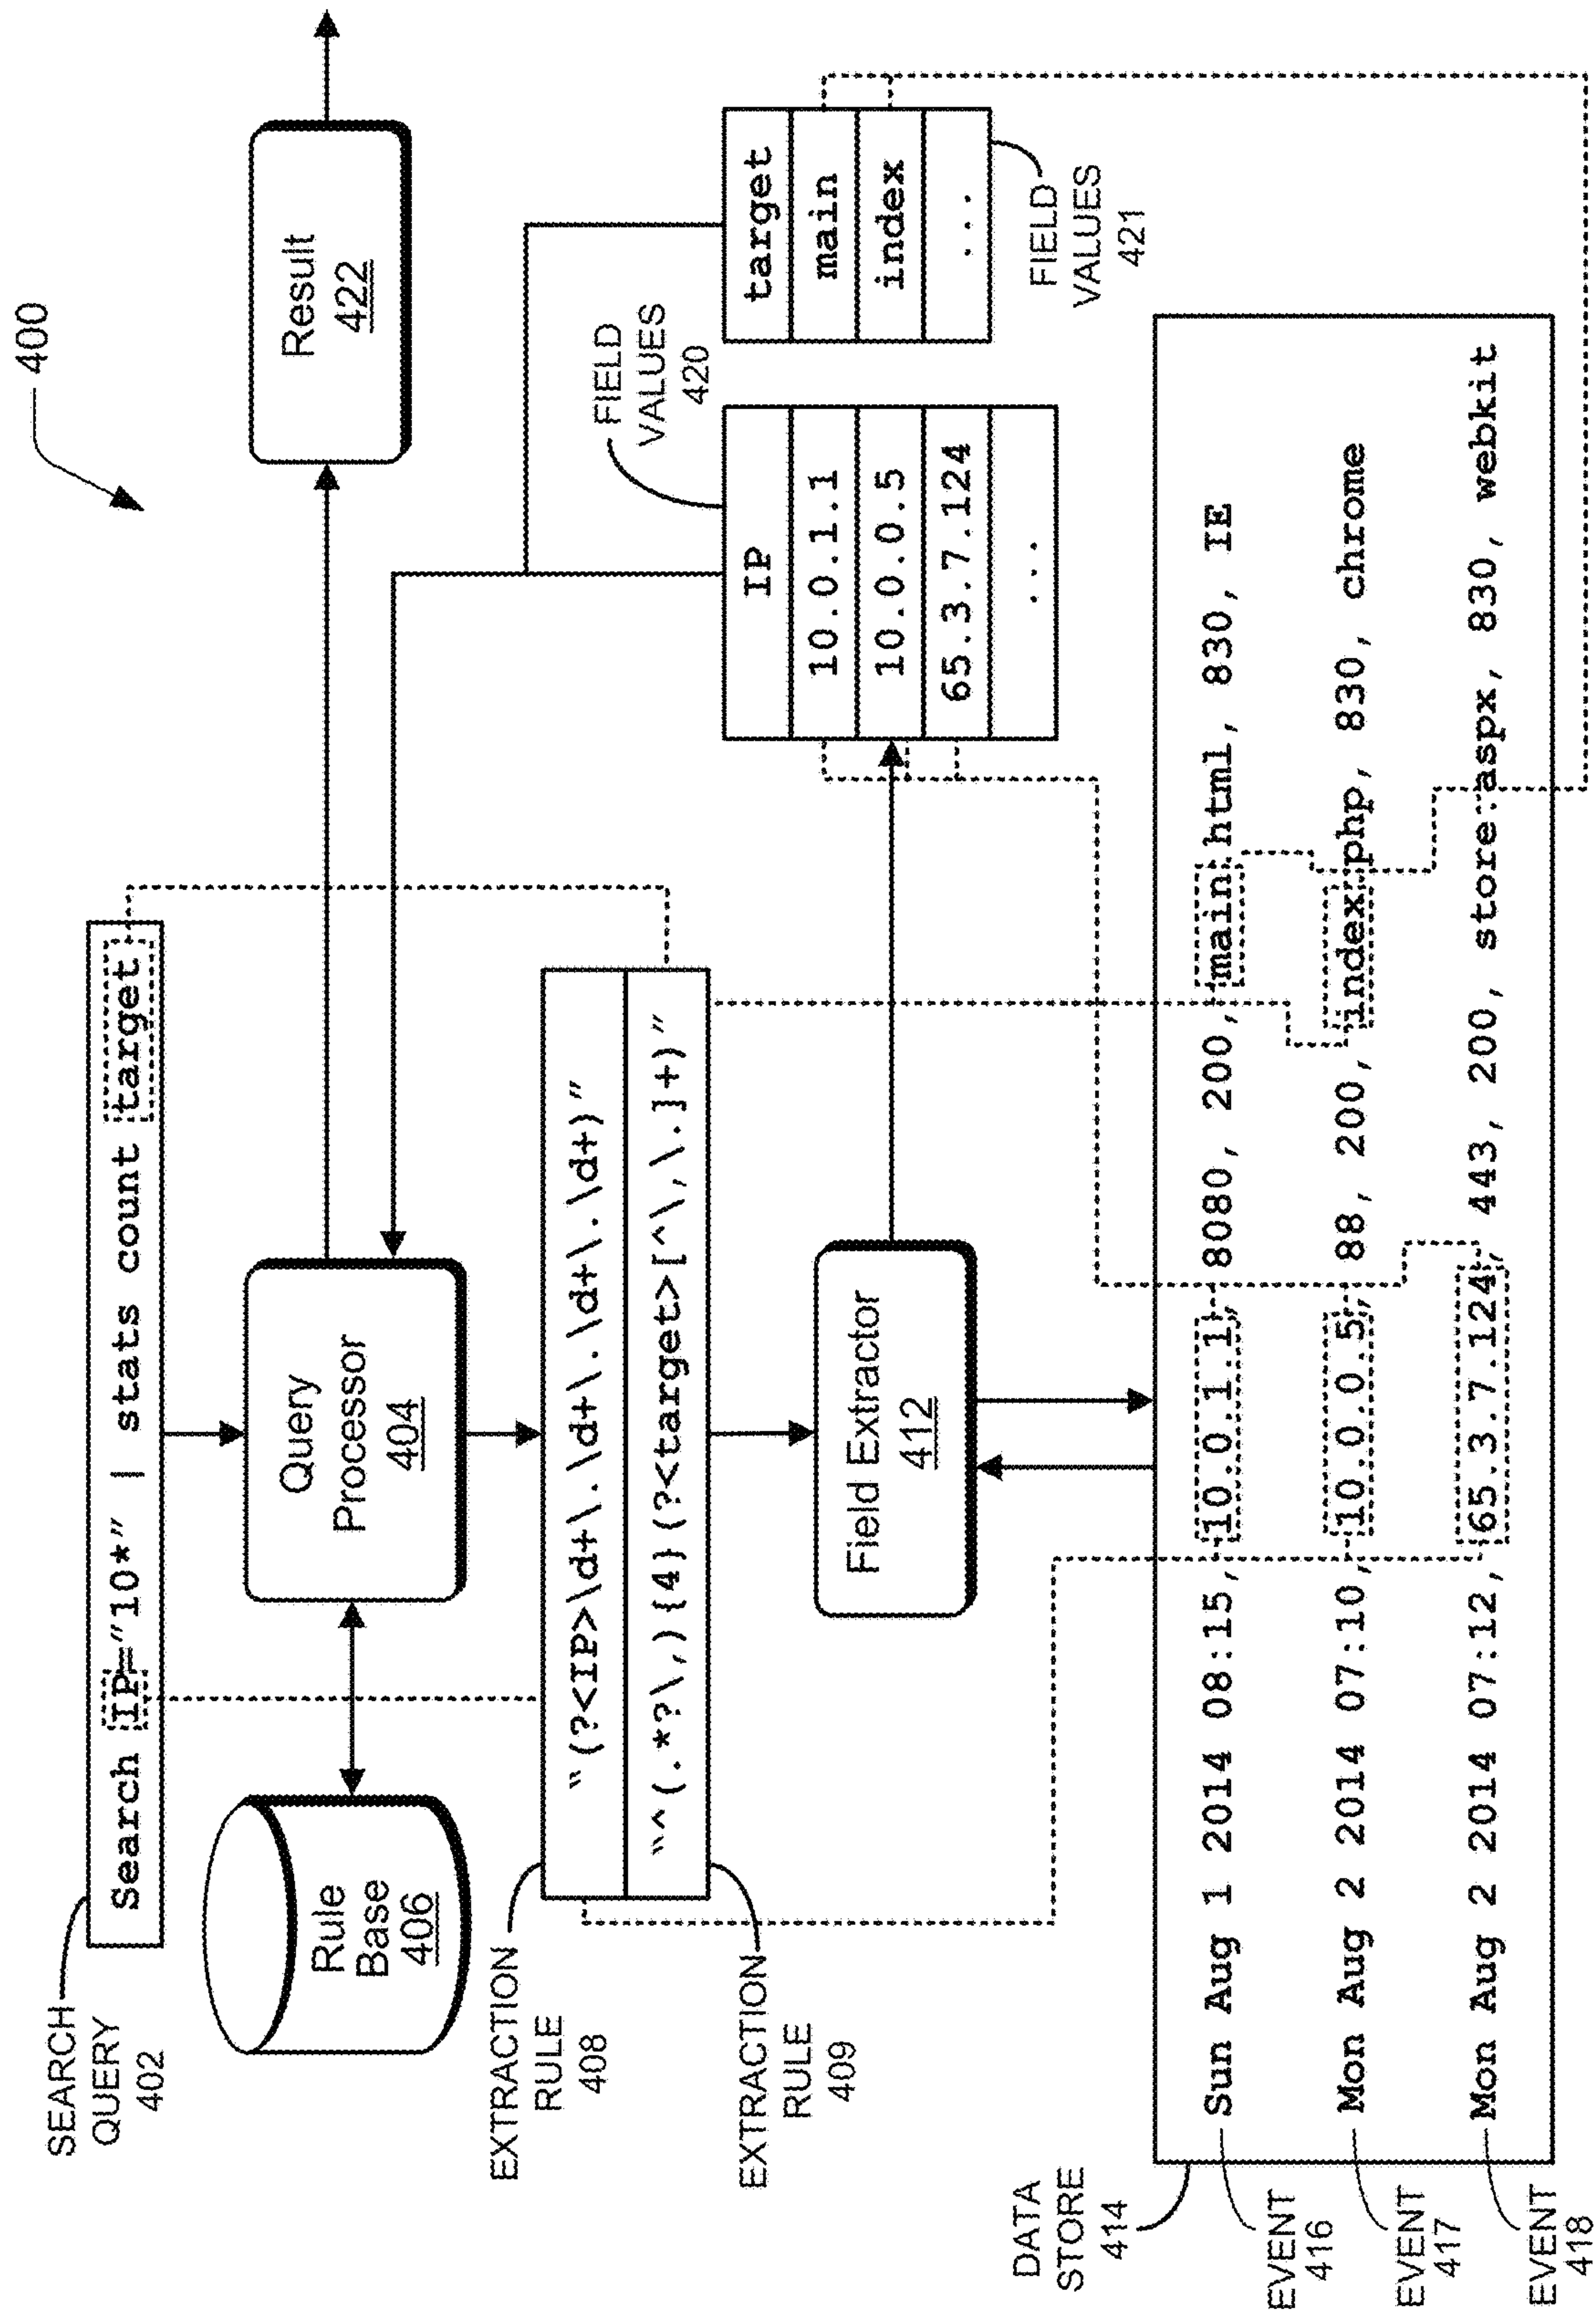 400
SEARCH
QUERY
402
Search IP="10*" | stats count target
Rule
Base
406
Query
Processor
404
Result
422
EXTRACTION
RULE
408
"(?<IP>\d+\.\d+\.\d+\.\d+)"
"^(.*?\,){4}(?<target>[^\,\.]+)"
EXTRACTION
RULE
409
FIELD
VALUES
420
IP
10.0.1.1
10.0.0.5
65.3.7.124
...
target
main
index
...
FIELD
VALUES
421
Field Extractor
412
DATA
STORE
414
EVENT
416
Sun Aug 1 2014 08:15, 10.0.1.1, 8080, 200, main.html, 830, IE
EVENT
417
Mon Aug 2 2014 07:10, 10.0.0.5, 88, 200, index.php, 830, chrome
EVENT
418
Mon Aug 2 2014 07:12, 65.3.7.124, 443, 200, store.aspx, 830, webkit